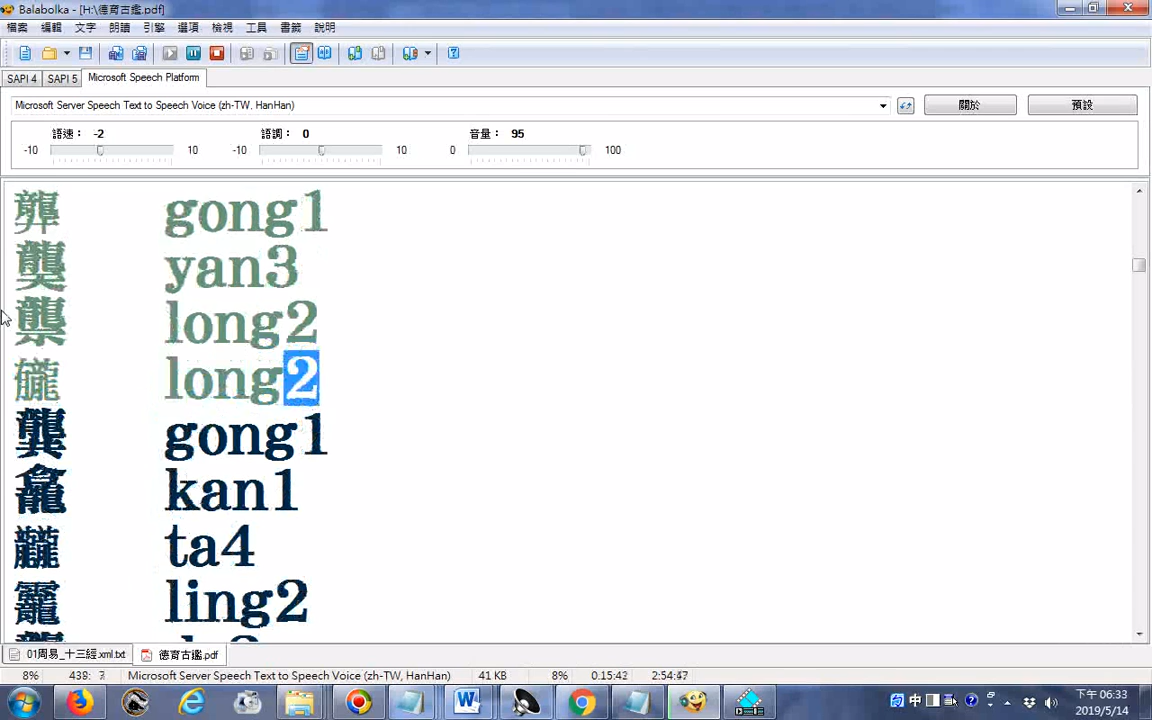 Balabolka - [H:\德育古鑑.pdf]
檔案 編輯 文字 朗讀 引擎 選項 檢視 工具 書籤 說明
SAPI 4 SAPI 5 Microsoft Speech Platform
Microsoft Server Speech Text to Speech Voice (zh-TW, HanHan) 關於 預設
語速： -2 語調： 0 音量： 95
-10 10 -10 10 0 100
gong1
yan3
long2
long2
龔 gong1
龕 kan1
ta4
ling2
01周易_十三經.xml.txt 德育古鑑.pdf
8% 438: 7 Microsoft Server Speech Text to Speech Voice (zh-TW, HanHan) 41 KB 8% 0:15:42 2:54:47
中 下午 06:33
2019/5/14